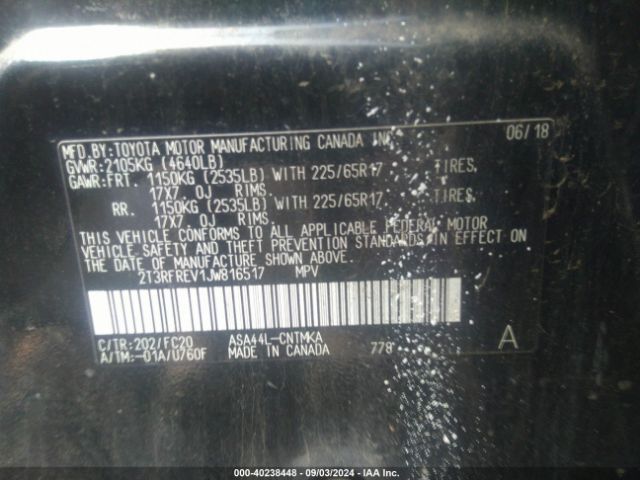 MFD.BY:TOYOTA MOTOR MANUFACTURING CANADA INC. 06/18
GVWR:2105KG (4640LB)
GAWR:FRT. 1150KG (2535LB) WITH 225/65R17 TIRES,
17X7 0J RIMS
RR. 1150KG (2535LB) WITH 225/65R17 TIRES,
17X7 0J RIMS
THIS VEHICLE CONFORMS TO ALL APPLICABLE FEDERAL MOTOR
VEHICLE SAFETY AND THEFT PREVENTION STANDARDS IN EFFECT ON
THE DATE OF MANUFACTURE SHOWN ABOVE.
2T3RFREV1JW816517 MPV
C/TR:202/FC20 ASA44L-CNTMKA
A/TM:-01A/U760F MADE IN CANADA 778 A
000-40238448 - 09/03/2024 - IAA Inc.